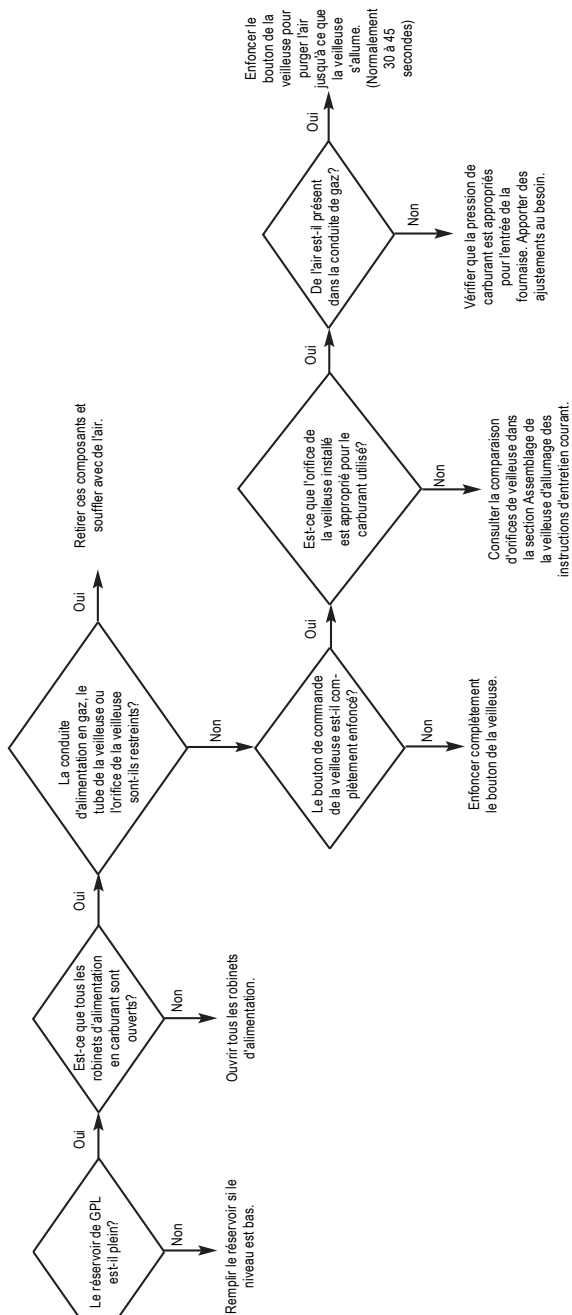 Le réservoir de GPL
est-il plein?
Oui
Non
Remplir le réservoir si le
niveau est bas.
Est-ce que tous les
robinets d'alimentation
en carburant sont
ouverts?
Oui
Non
Ouvrir tous les robinets
d'alimentation.
La conduite
d'alimentation en gaz, le
tube de la veilleuse ou
l'orifice de la veilleuse
sont-ils restreints?
Oui
Retirer ces composants et
souffler avec de l'air.
Non
Le bouton de commande
de la veilleuse est-il com-
plètement enfoncé?
Oui
Non
Enfoncer complètement
le bouton de la veilleuse.
Est-ce que l'orifice de
la veilleuse installé
est approprié pour le
carburant utilisé?
Oui
Non
Consulter la comparaison
d'orifices de veilleuse dans
la section Assemblage de
la veilleuse d'allumage des
instructions d'entretien courant.
De l'air est-il présent
dans la conduite de gaz?
Oui
Enfoncer le
bouton de la
veilleuse pour
purger l'air
jusqu'à ce que
la veilleuse
s'allume.
(Normalement
30 à 45
secondes)
Non
Vérifier que la pression de
carburant est appropriés
pour l'entrée de la
fournaise. Apporter des
ajustements au besoin.